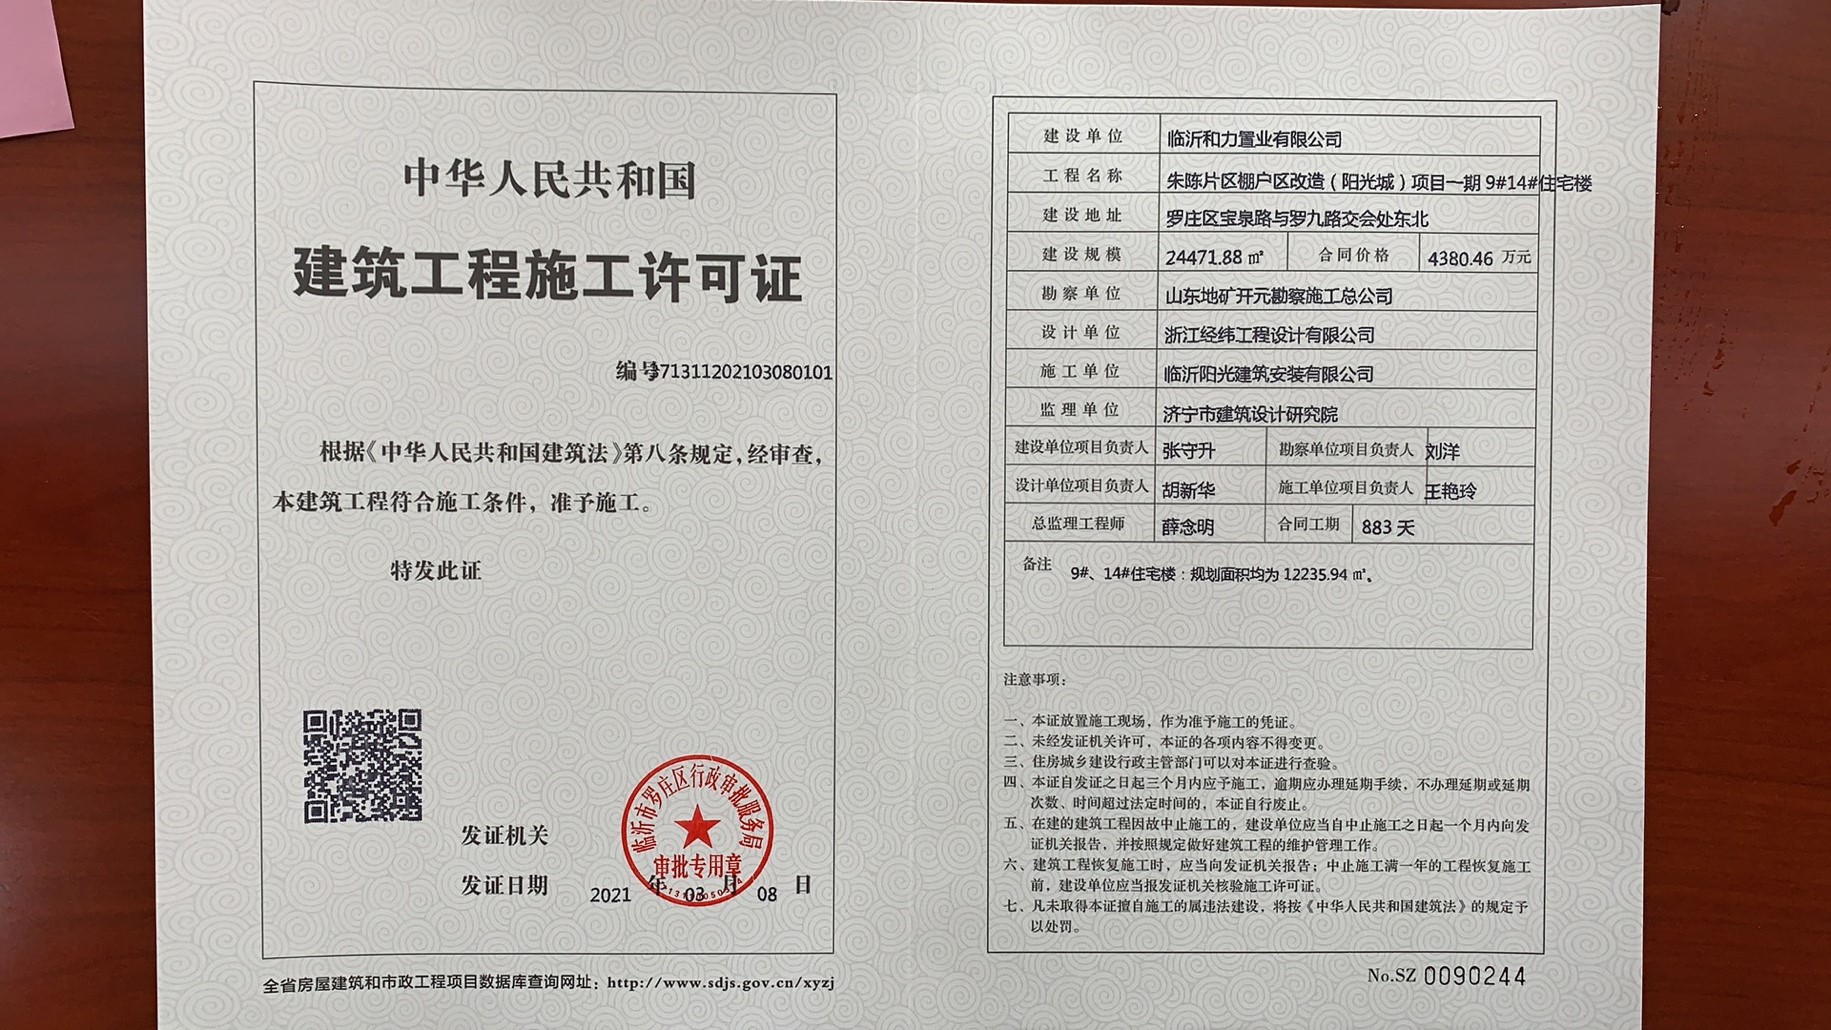 中华人民共和国
建筑工程施工许可证
编号371311202103080101
根据《中华人民共和国建筑法》第八条规定，经审查，
本建筑工程符合施工条件，准予施工。
特发此证
发证机关
发证日期 2021 年 03 月 08 日
临沂市罗庄区行政审批服务局
审批专用章
全省房屋建筑和市政工程项目数据库查询网址：http://www.sdjs.gov.cn/xyzj
建设单位 临沂和力置业有限公司
工程名称 朱陈片区棚户区改造（阳光城）项目一期 9#14#住宅楼
建设地址 罗庄区宝泉路与罗九路交会处东北
建设规模 24471.88 ㎡ 合同价格 4380.46 万元
勘察单位 山东地矿开元勘察施工总公司
设计单位 浙江经纬工程设计有限公司
施工单位 临沂阳光建筑安装有限公司
监理单位 济宁市建筑设计研究院
建设单位项目负责人 张守升 勘察单位项目负责人 刘洋
设计单位项目负责人 胡新华 施工单位项目负责人 王艳玲
总监理工程师 薛念明 合同工期 883 天
备注 9#、14#住宅楼：规划面积均为 12235.94 ㎡。
注意事项：
一、本证放置施工现场，作为准予施工的凭证。
二、未经发证机关许可，本证的各项内容不得变更。
三、住房城乡建设行政主管部门可以对本证进行查验。
四、本证自发证之日起三个月内应予施工，逾期应办理延期手续，不办理延期或延期
次数、时间超过法定时间的，本证自行废止。
五、在建的建筑工程因故中止施工的，建设单位应当自中止施工之日起一个月内向发
证机关报告，并按照规定做好建筑工程的维护管理工作。
六、建筑工程恢复施工时，应当向发证机关报告；中止施工满一年的工程恢复施工
前，建设单位应当报发证机关核验施工许可证。
七、凡未取得本证擅自施工的属违法建设，将按《中华人民共和国建筑法》的规定予
以处罚。
No.SZ 0090244